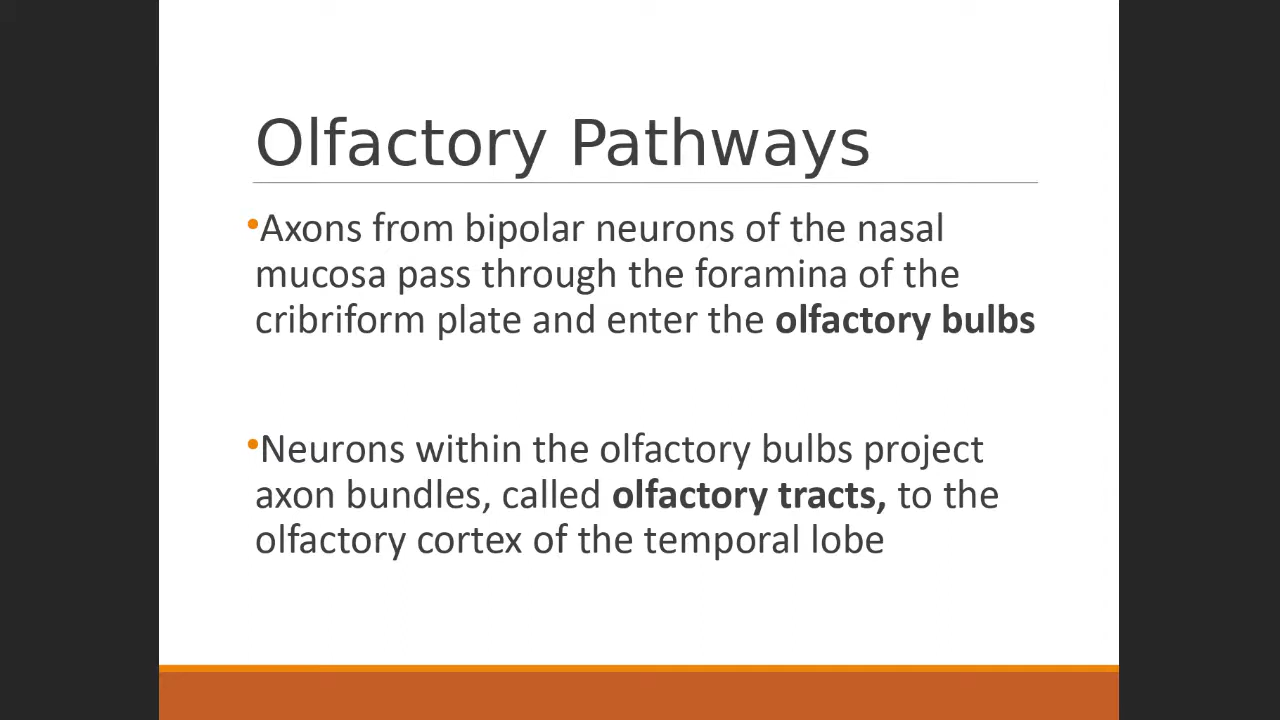 Olfactory Pathways
•Axons from bipolar neurons of the nasal
mucosa pass through the foramina of the
cribriform plate and enter the olfactory bulbs
•Neurons within the olfactory bulbs project
axon bundles, called olfactory tracts, to the
olfactory cortex of the temporal lobe